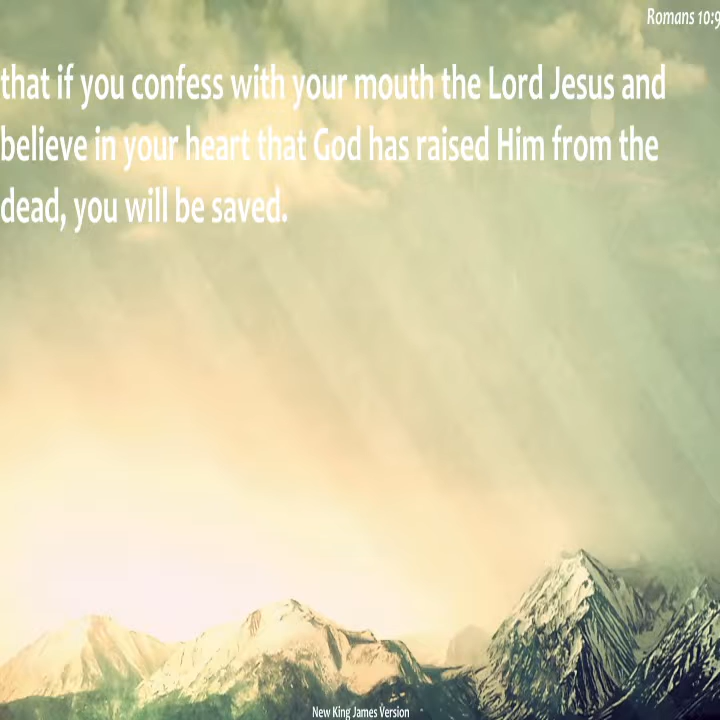 Romans 10:9
that if you confess with your mouth the Lord Jesus and
believe in your heart that God has raised Him from the
dead, you will be saved.
New King James Version